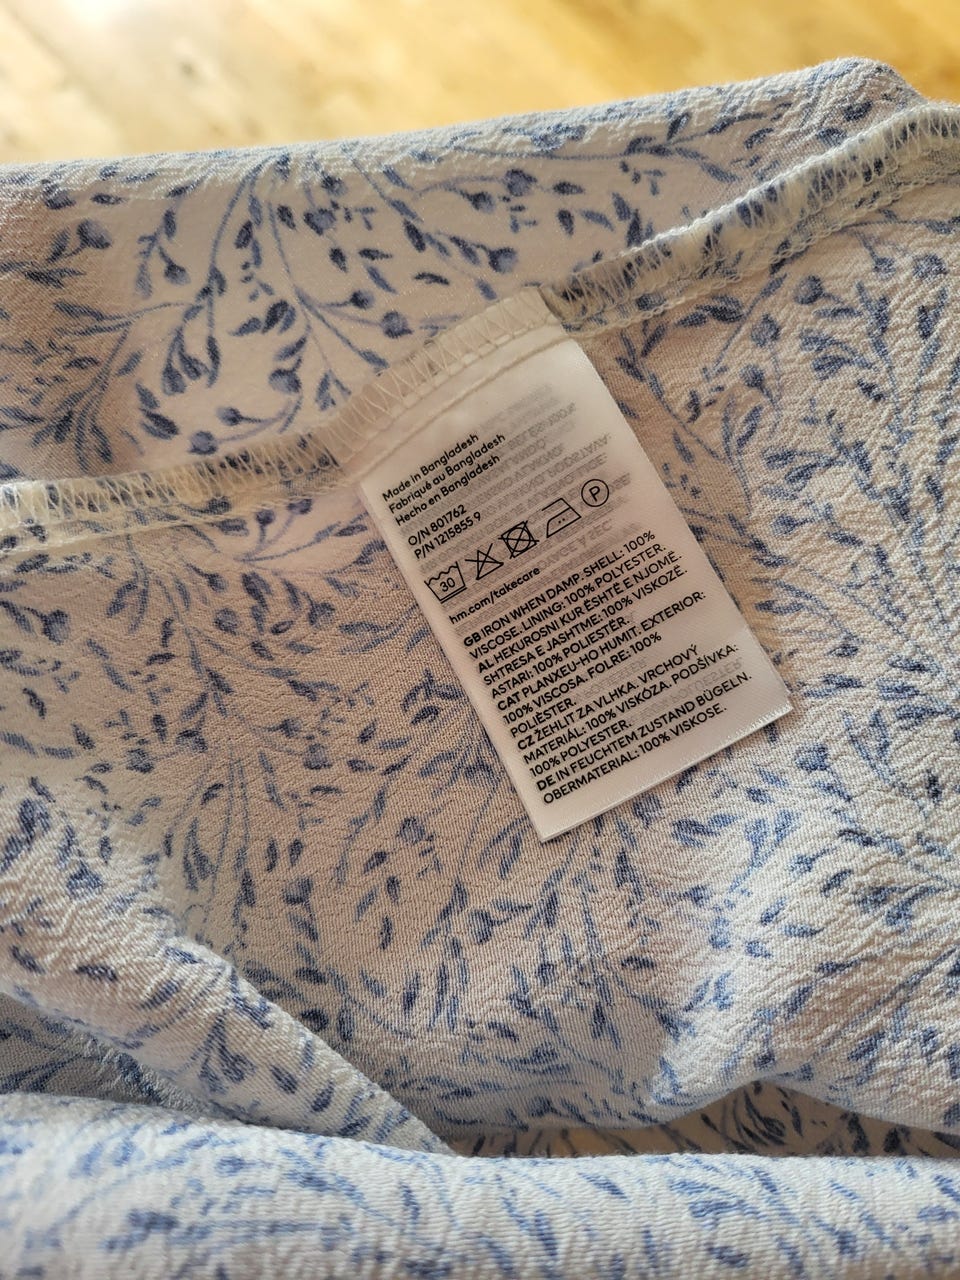 Made in Bangladesh
Fabriqué au Bangladesh
Hecho en Bangladesh
O/N 801762
P/N 1215855 9
30
P
hm.com/takecare
GB IRON WHEN DAMP: SHELL: 100%
VISCOSE. LINING: 100% POLYESTER.
AL HEKUROSNI KUR ËSHTË E NJOMË.
SHTRESA E JASHTME: 100% VISKOZË.
ASTARI: 100% POLIESTËR.
CAT PLANXEU-HO HUMIT. EXTERIOR:
100% VISCOSA. FOLRE: 100%
POLIÈSTER.
CZ ŽEHLIT ZA VLHKA. VRCHOVÝ
MATERIÁL: 100% VISKÓZA. PODŠÍVKA:
100% POLYESTER.
DE IN FEUCHTEM ZUSTAND BÜGELN.
OBERMATERIAL: 100% VISKOSE.